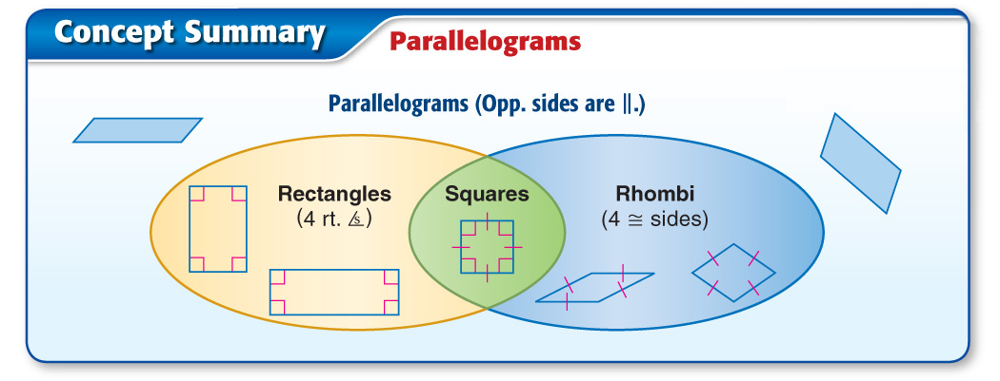 Concept Summary
Parallelograms
Parallelograms (Opp. sides are ||.)
Rectangles
(4 rt. ∠s)
Squares
Rhombi
(4 ≅ sides)